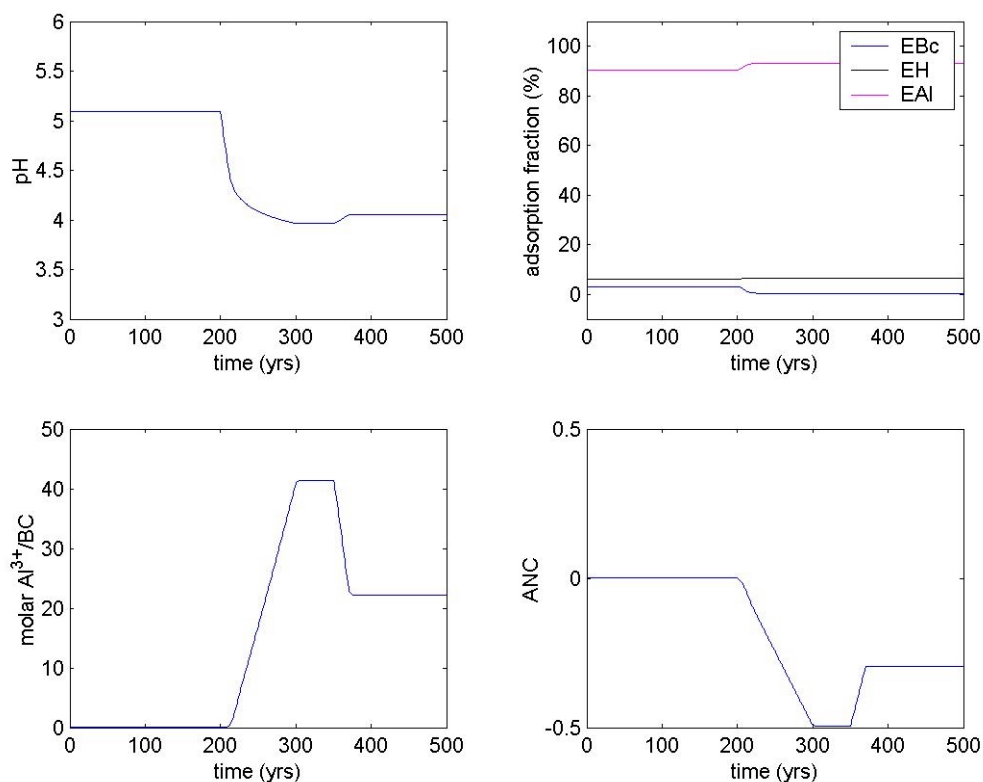 6
5.5
5
4.5
4
3.5
3
pH
0 100 200 300 400 500
time (yrs)
100
80
60
40
20
0
adsorption fraction (%)
EBc
EH
EAl
0 100 200 300 400 500
time (yrs)
50
40
30
20
10
0
molar Al³⁺/BC
0 100 200 300 400 500
time (yrs)
0.5
0
-0.5
ANC
0 100 200 300 400 500
time (yrs)